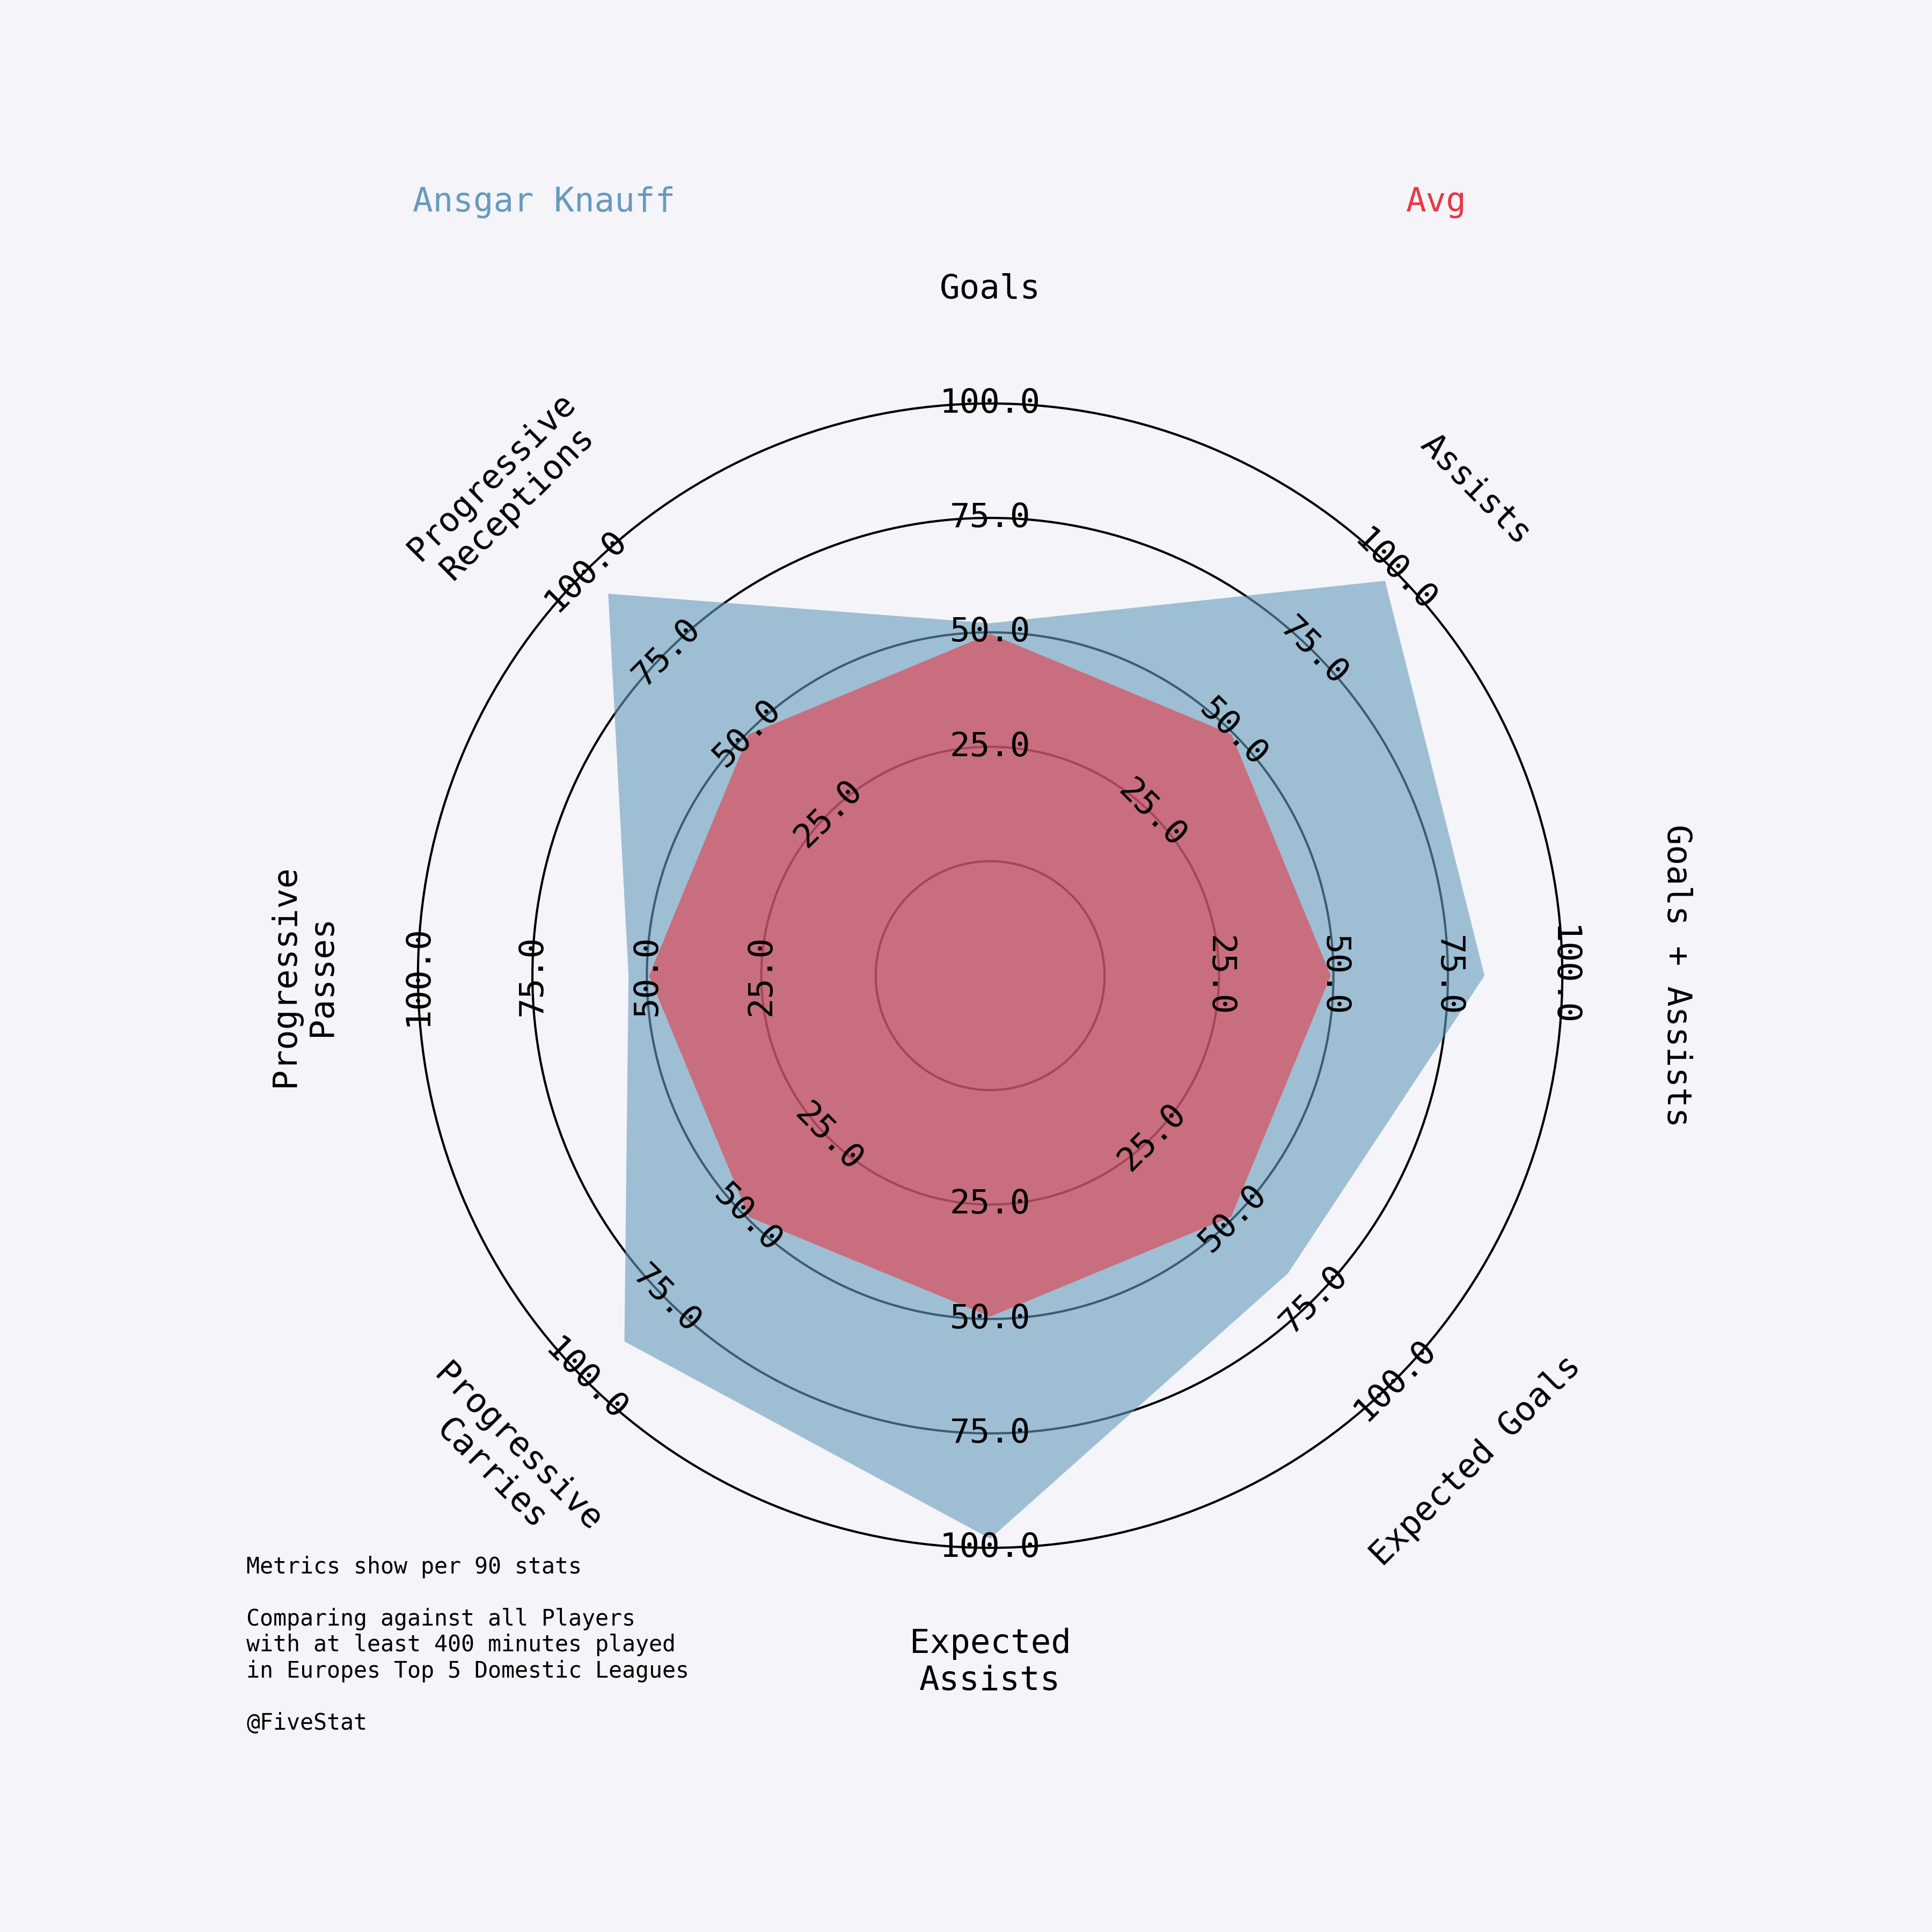 Ansgar Knauff
Avg
Goals
Assists
Goals + Assists
Expected Goals
Expected
Assists
Progressive
Carries
Progressive
Passes
Progressive
Receptions
25.0
50.0
75.0
100.0
25.0
50.0
75.0
100.0
25.0
50.0
75.0
100.0
25.0
50.0
75.0
100.0
25.0
50.0
75.0
100.0
25.0
50.0
75.0
100.0
25.0
50.0
75.0
100.0
25.0
50.0
75.0
100.0
Metrics show per 90 stats
Comparing against all Players
with at least 400 minutes played
in Europes Top 5 Domestic Leagues
@FiveStat